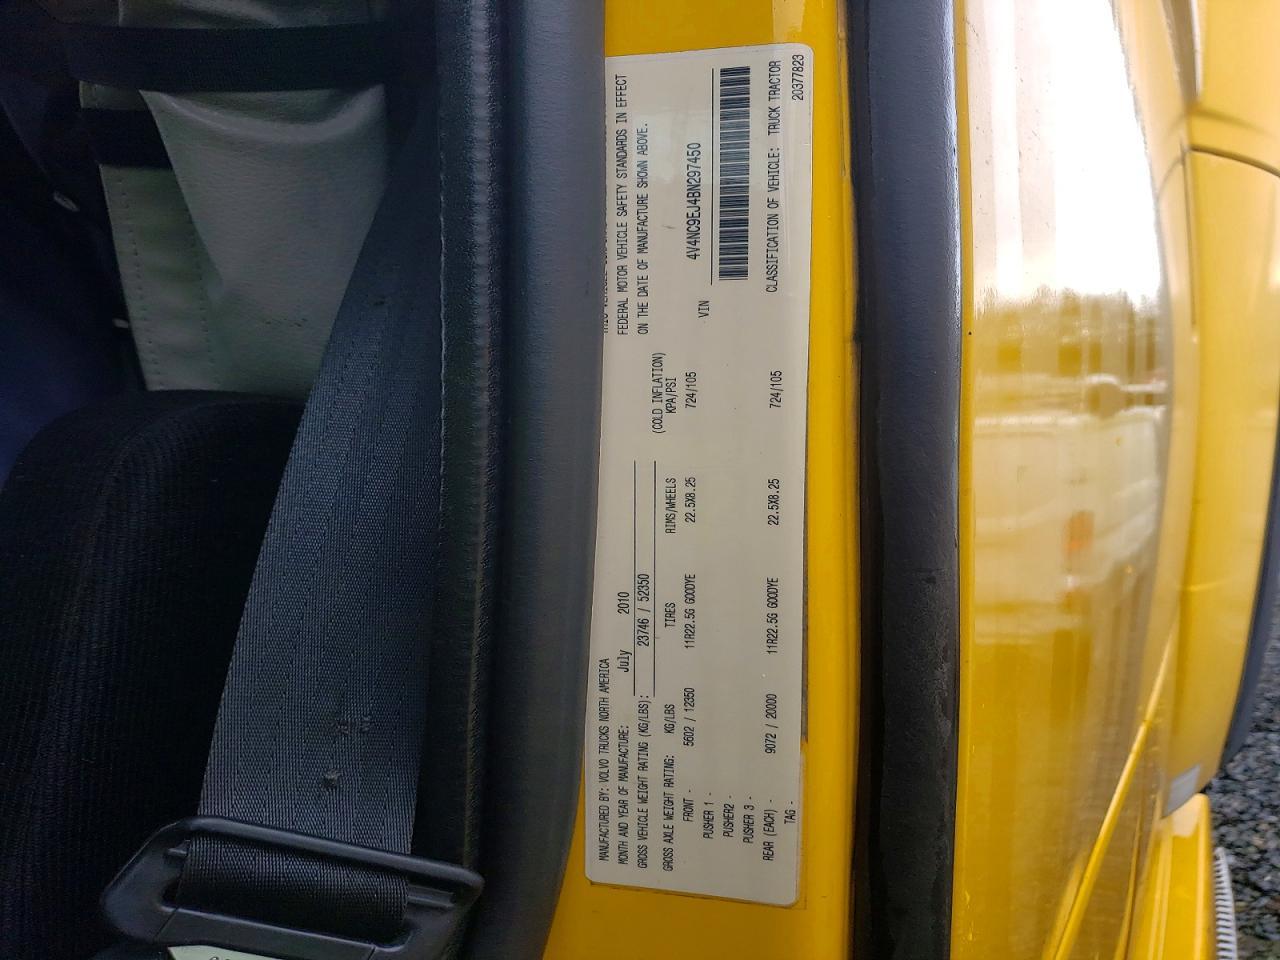 MANUFACTURED BY: VOLVO TRUCKS NORTH AMERICA
MONTH AND YEAR OF MANUFACTURE: July 2010
GROSS VEHICLE WEIGHT RATING (KG/LBS): 23746 / 52350
GROSS AXLE WEIGHT RATING: KG/LBS TIRES RIMS/WHEELS (COLD INFLATION) KPA/PSI
FRONT - 5602 / 12350 11R22.5G GOODYE 22.5X8.25 724/105
PUSHER 1 -
PUSHER2 -
PUSHER 3 -
REAR (EACH) - 9072 / 20000 11R22.5G GOODYE 22.5X8.25 724/105
TAG -
FEDERAL MOTOR VEHICLE SAFETY STANDARDS IN EFFECT
ON THE DATE OF MANUFACTURE SHOWN ABOVE.
VIN 4V4NC9EJ4BN297450
CLASSIFICATION OF VEHICLE: TRUCK TRACTOR
20377823